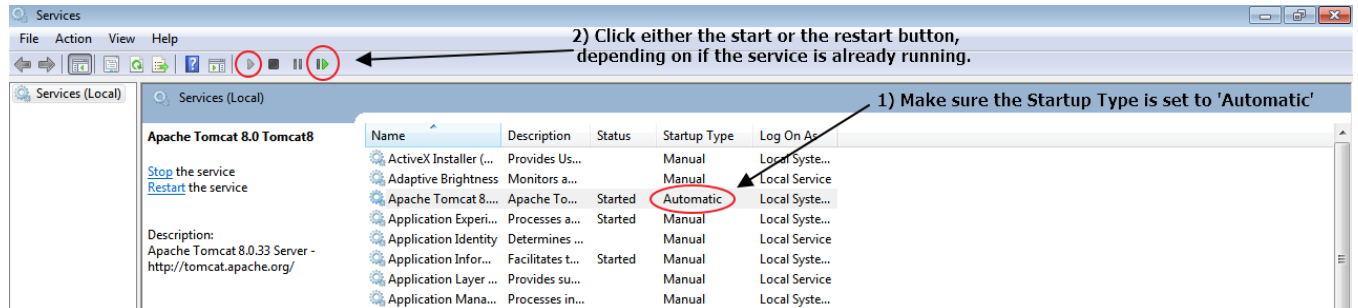 Services
File Action View Help
2) Click either the start or the restart button,
depending on if the service is already running.
Services (Local)
Services (Local)
1) Make sure the Startup Type is set to 'Automatic'
Apache Tomcat 8.0 Tomcat8
Stop the service
Restart the service
Description:
Apache Tomcat 8.0.33 Server -
http://tomcat.apache.org/
Name Description Status Startup Type Log On As
ActiveX Installer (... Provides Us... Manual Local Syste...
Adaptive Brightness Monitors a... Manual Local Service
Apache Tomcat 8.... Apache To... Started Automatic Local Syste...
Application Experi... Processes a... Started Manual Local Syste...
Application Identity Determines ... Manual Local Service
Application Infor... Facilitates t... Started Manual Local Syste...
Application Layer ... Provides su... Manual Local Service
Application Mana... Processes in... Manual Local Syste...